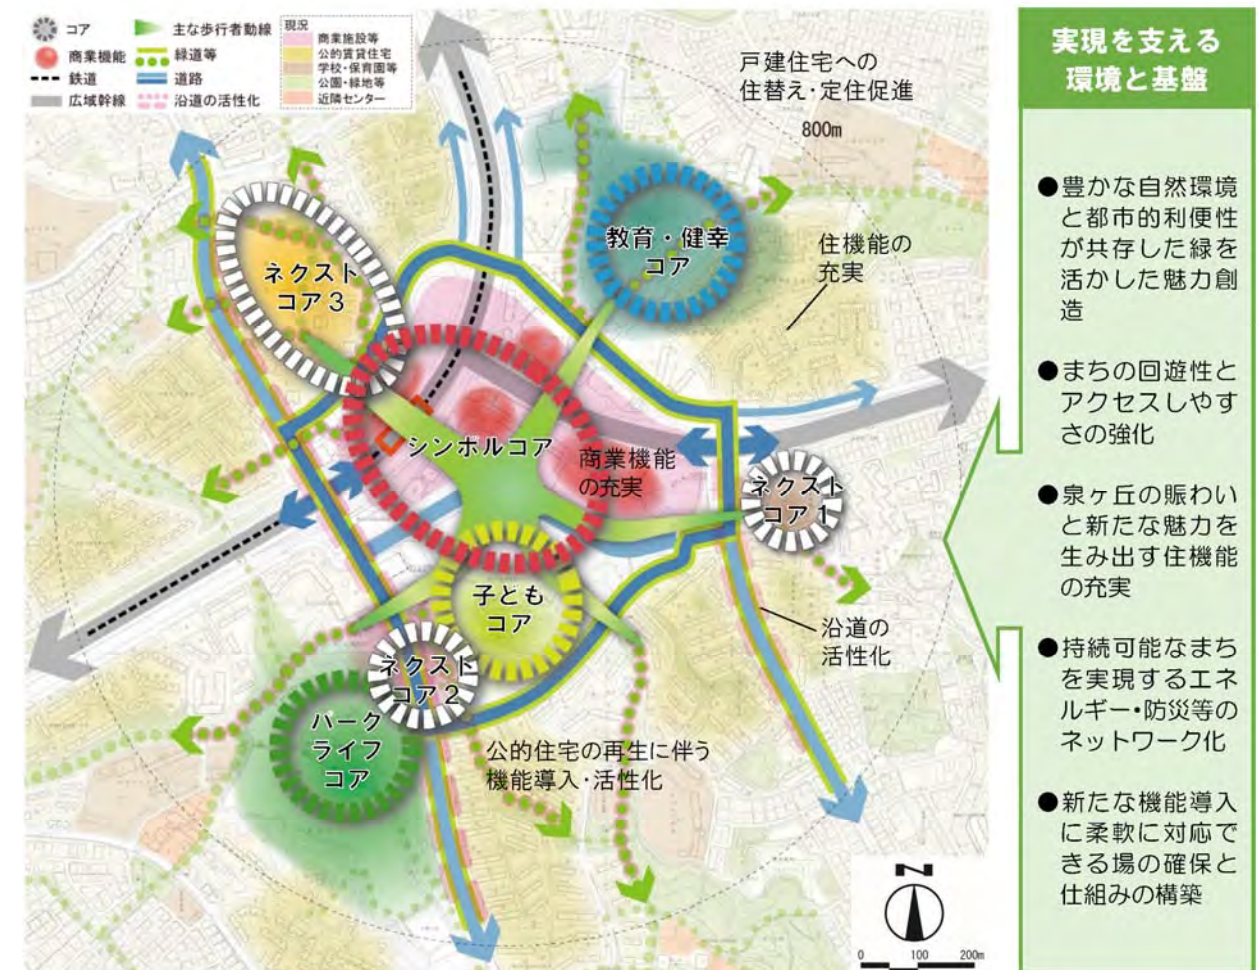 コア
主な歩行者動線
商業機能
緑道等
鉄道
道路
広域幹線
沿道の活性化
現況
商業施設等
公的賃貸住宅
学校・保育園等
公園・緑地等
近隣センター
戸建住宅への
住替え・定住促進
800m
教育・健幸
コア
住機能の
充実
ネクスト
コア3
シンボルコア
商業機能
の充実
ネクスト
コア1
子ども
コア
沿道の
活性化
ネクスト
コア2
パーク
ライフ
コア
公的住宅の再生に伴う
機能導入・活性化
N
0 100 200m
実現を支える
環境と基盤
●豊かな自然環境
と都市的利便性
が共存した緑を
活かした魅力創
造
●まちの回遊性と
アクセスしやす
さの強化
●泉ヶ丘の賑わい
と新たな魅力を
生み出す住機能
の充実
●持続可能なまち
を実現するエネ
ルギー・防災等の
ネットワーク化
●新たな機能導入
に柔軟に対応で
きる場の確保と
仕組みの構築